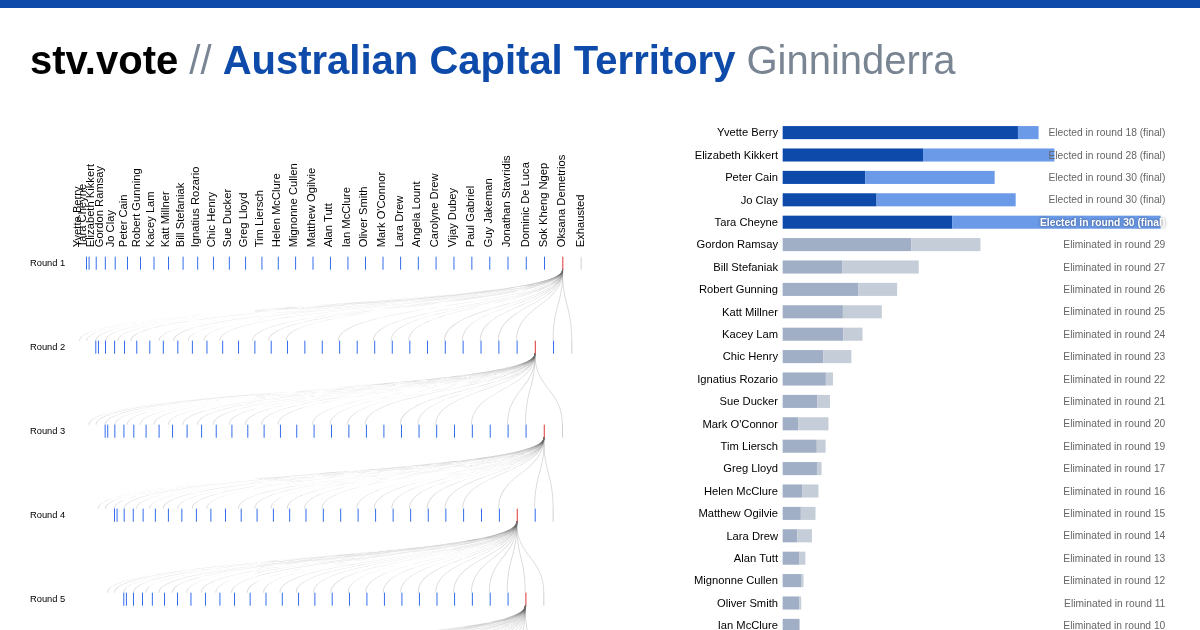 stv.vote // Australian Capital Territory Ginninderra
Yvette Berry
Tara Cheyne
Elizabeth Kikkert
Gordon Ramsay
Jo Clay
Peter Cain
Robert Gunning
Kacey Lam
Katt Millner
Bill Stefaniak
Ignatius Rozario
Chic Henry
Sue Ducker
Greg Lloyd
Tim Liersch
Helen McClure
Mignonne Cullen
Matthew Ogilvie
Alan Tutt
Ian McClure
Oliver Smith
Mark O'Connor
Lara Drew
Angela Lount
Carolyne Drew
Vijay Dubey
Paul Gabriel
Guy Jakeman
Jonathan Stavridis
Dominic De Luca
Sok Kheng Ngep
Oksana Demetrios
Exhausted
Round 1
Round 2
Round 3
Round 4
Round 5
Yvette Berry Elected in round 18 (final)
Elizabeth Kikkert Elected in round 28 (final)
Peter Cain Elected in round 30 (final)
Jo Clay Elected in round 30 (final)
Tara Cheyne Elected in round 30 (final)
Gordon Ramsay Eliminated in round 29
Bill Stefaniak Eliminated in round 27
Robert Gunning Eliminated in round 26
Katt Millner Eliminated in round 25
Kacey Lam Eliminated in round 24
Chic Henry Eliminated in round 23
Ignatius Rozario Eliminated in round 22
Sue Ducker Eliminated in round 21
Mark O'Connor Eliminated in round 20
Tim Liersch Eliminated in round 19
Greg Lloyd Eliminated in round 17
Helen McClure Eliminated in round 16
Matthew Ogilvie Eliminated in round 15
Lara Drew Eliminated in round 14
Alan Tutt Eliminated in round 13
Mignonne Cullen Eliminated in round 12
Oliver Smith Eliminated in round 11
Ian McClure Eliminated in round 10